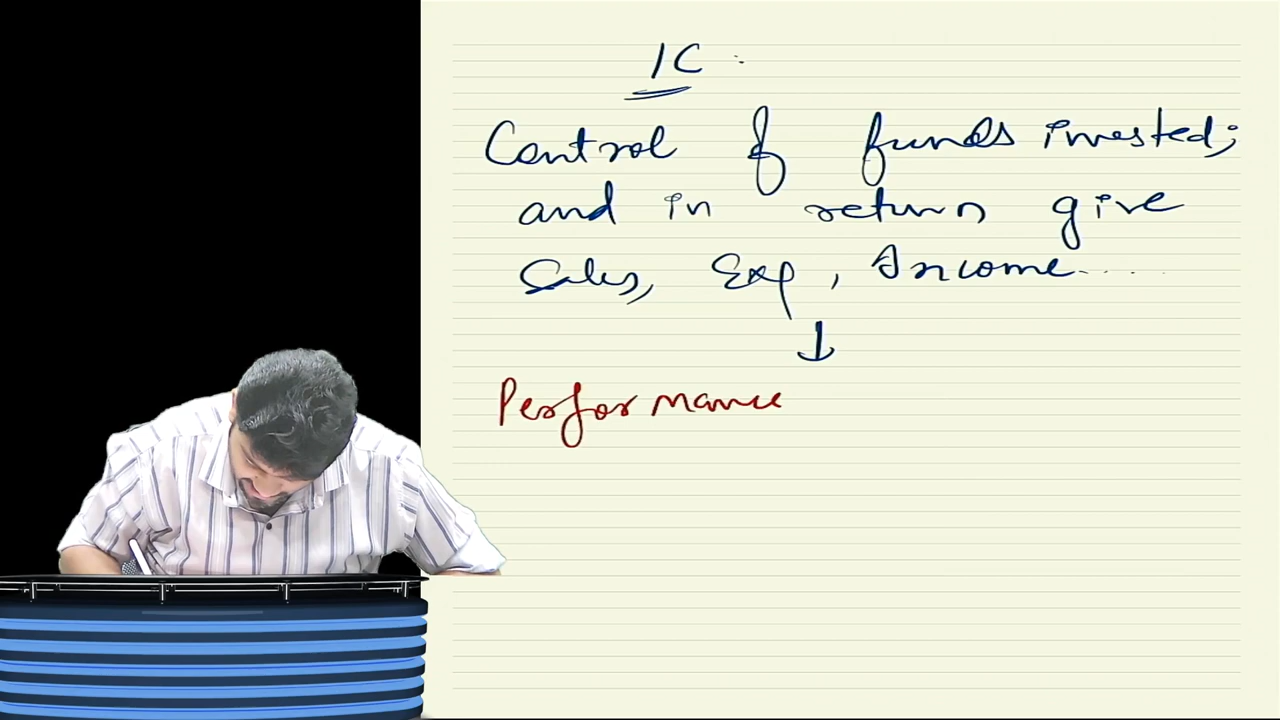 IC :
Control of funds invested;
and in return give
Sales, Exp, Income.....
↓
Performance